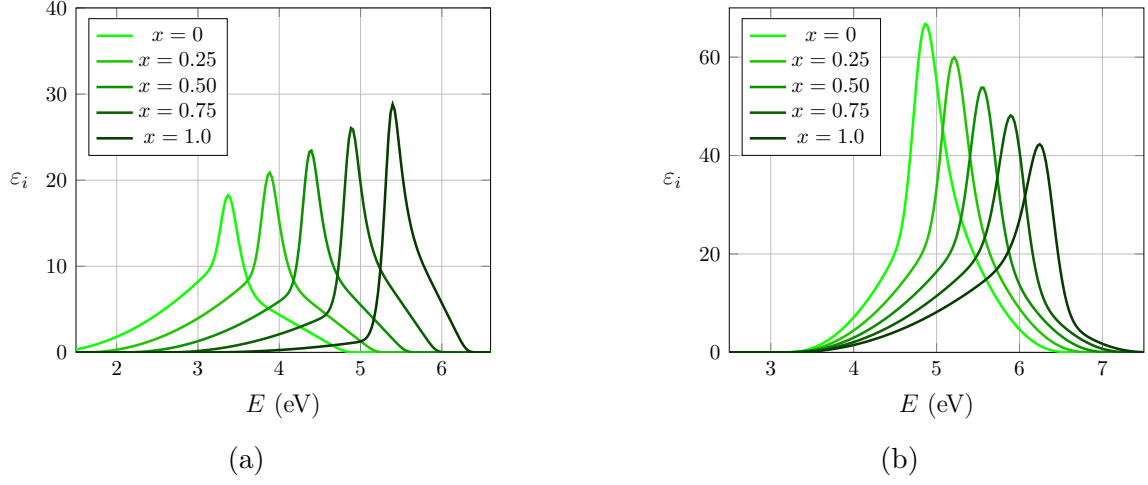 40
30
20
10
0
εᵢ
x = 0
x = 0.25
x = 0.50
x = 0.75
x = 1.0
2 3 4 5 6
E (eV)
(a)
60
40
20
0
εᵢ
x = 0
x = 0.25
x = 0.50
x = 0.75
x = 1.0
3 4 5 6 7
E (eV)
(b)